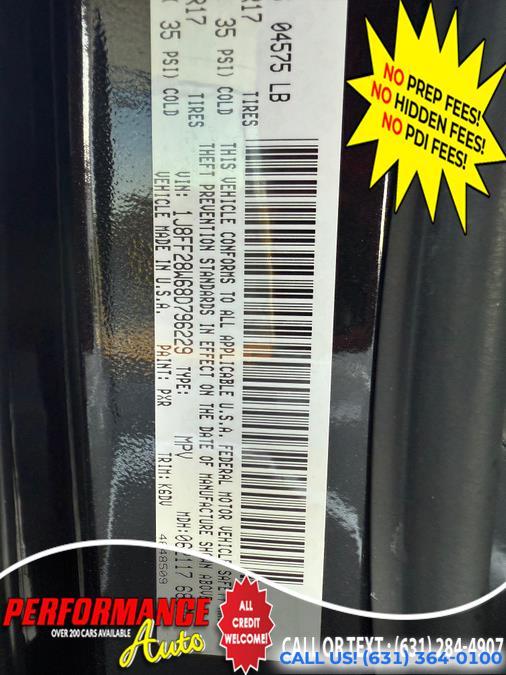 04575 LB
R17 TIRES
35 PSI) COLD
R17 TIRES
35 PSI) COLD
THIS VEHICLE CONFORMS TO ALL APPLICABLE U.S.A. FEDERAL MOTOR VEHICLE SAFETY
THEFT PREVENTION STANDARDS IN EFFECT ON THE DATE OF MANUFACTURE SHOWN ABOVE
VIN: 1J8FF28W68D796229 TYPE: MPV MDH:
VEHICLE MADE IN U.S.A. PAINT: PXR TRIM: K6DV
NO PREP FEES!
NO HIDDEN FEES!
NO PDI FEES!
PERFORMANCE
OVER 200 CARS AVAILABLE
Auto
ALL
CREDIT
WELCOME!
CALL OR TEXT : (631) 284-4907
CALL US! (631) 364-0100